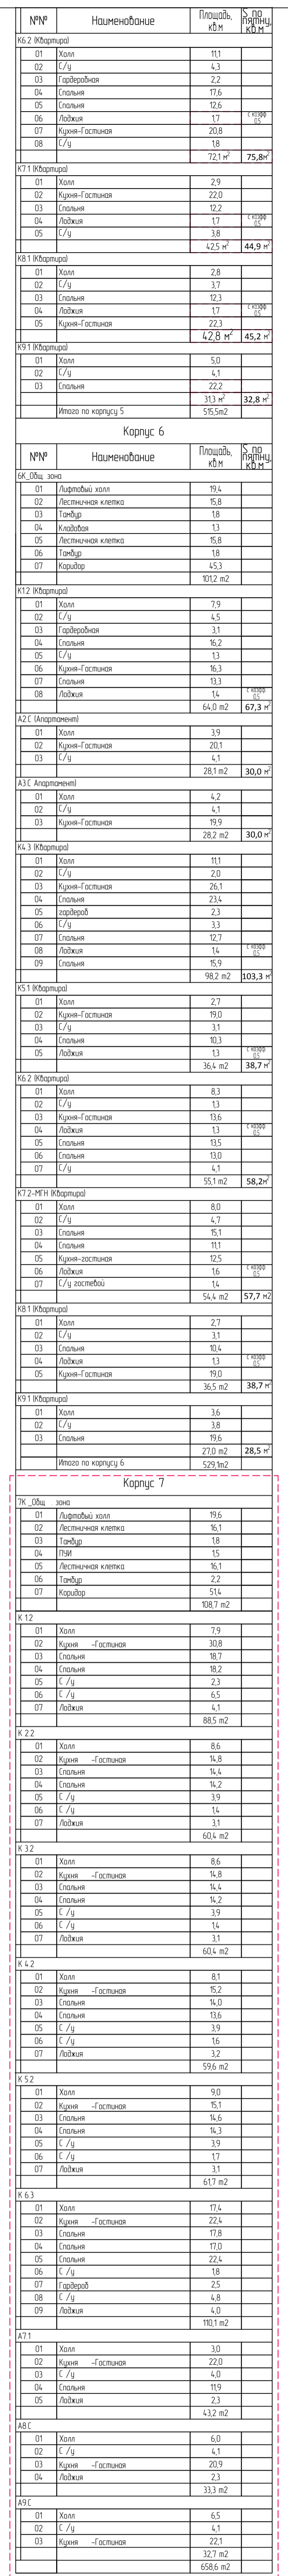 №№ Наименование Площадь, кв.м S по пятну, кв.м
К6.2 (Квартира)
01 Холл 11,1
02 С/у 4,3
03 Гардеробная 2,2
04 Спальня 17,6
05 Спальня 12,6
06 Лоджия 1,7 с коэфф 0,5
07 Кухня-Гостиная 20,8
08 С/у 1,8
72,1 м² 75,8м²
К7.1 (Квартира)
01 Холл 2,9
02 Кухня-Гостиная 22,0
03 Спальня 12,2
04 Лоджия 1,7 с коэфф 0,5
05 С/у 3,8
42,5 м² 44,9 м²
К8.1 (Квартира)
01 Холл 2,8
02 С/у 3,7
03 Спальня 12,3
04 Лоджия 1,7 с коэфф 0,5
05 Кухня-Гостиная 22,3
42,8 м² 45,2 м²
К9.1 (Квартира)
01 Холл 5,0
02 С/у 4,1
03 Спальня 22,2
31,3 м² 32,8 м²
Итого по корпусу 5 515,5m2
Корпус 6
№№ Наименование Площадь, кв.м S по пятну, кв.м
6К_Общ. зона
01 Лифтовый холл 19,4
02 Лестничная клетка 15,8
03 Тамбур 1,8
04 Кладовая 1,3
05 Лестничная клетка 15,8
06 Тамбур 1,8
07 Коридор 45,3
101,2 m2
К1.2 (Квартира)
01 Холл 7,9
02 С/у 4,5
03 Гардеробная 3,1
04 Спальня 16,2
05 С/у 1,3
06 Кухня-Гостиная 16,3
07 Спальня 13,3
08 Лоджия 1,4 с коэфф 0,5
64,0 m2 67,3 м²
А2.С (Апартамент)
01 Холл 3,9
02 Кухня-Гостиная 20,1
03 С/у 4,1
28,1 m2 30,0 м²
А3.С Апартамент)
01 Холл 4,2
02 С/у 4,1
03 Кухня-Гостиная 19,9
28,2 m2 30,0 м²
К4.3 (Квартира)
01 Холл 11,1
02 С/у 2,0
03 Кухня-Гостиная 26,1
04 Спальня 23,4
05 гардероб 2,3
06 С/у 3,3
07 Спальня 12,7
08 Лоджия 1,4 с коэфф 0,5
09 Спальня 15,9
98,2 m2 103,3 м²
К5.1 (Квартира)
01 Холл 2,7
02 Кухня-Гостиная 19,0
03 С/у 3,1
04 Спальня 10,3
05 Лоджия 1,3 с коэфф 0,5
36,4 m2 38,7 м²
К6.2 (Квартира)
01 Холл 8,3
02 С/у 1,3
03 Кухня-Гостиная 13,6
04 Лоджия 1,3 с коэфф 0,5
05 Спальня 13,5
06 Спальня 13,0
07 С/у 4,1
55,1 m2 58,2м²
К7.2-МГН (Квартира)
01 Холл 8,0
02 С/у 4,7
03 Спальня 15,1
04 Спальня 11,1
05 Кухня-гостиная 12,5
06 Лоджия 1,6 с коэфф 0,5
07 С/у гостевой 1,4
54,4 m2 57,7 м2
К8.1 (Квартира)
01 Холл 2,7
02 С/у 3,1
03 Спальня 10,4
04 Лоджия 1,3 с коэфф 0,5
05 Кухня-Гостиная 19,0
36,5 m2 38,7 м²
К9.1 (Квартира)
01 Холл 3,6
02 С/у 3,8
03 Спальня 19,6
27,0 m2 28,5 м²
Итого по корпусу 6 529,1m2
Корпус 7
7К _Общ. зона
01 Лифтовый холл 19,6
02 Лестничная клетка 16,1
03 Тамбур 1,8
04 ПУИ 1,5
05 Лестничная клетка 16,1
06 Тамбур 2,2
07 Коридор 51,4
108,7 m2
К 1.2
01 Холл 7,9
02 Кухня -Гостиная 30,8
03 Спальня 18,7
04 Спальня 18,2
05 С /у 2,3
06 С /у 6,5
07 Лоджия 4,1
88,5 m2
К 2.2
01 Холл 8,6
02 Кухня -Гостиная 14,8
03 Спальня 14,4
04 Спальня 14,2
05 С /у 3,9
06 С /у 1,4
07 Лоджия 3,1
60,4 m2
К 3.2
01 Холл 8,6
02 Кухня -Гостиная 14,8
03 Спальня 14,4
04 Спальня 14,2
05 С /у 3,9
06 С /у 1,4
07 Лоджия 3,1
60,4 m2
К 4.2
01 Холл 8,1
02 Кухня -Гостиная 15,2
03 Спальня 14,0
04 Спальня 13,6
05 С /у 3,9
06 С /у 1,6
07 Лоджия 3,2
59,6 m2
К 5.2
01 Холл 9,0
02 Кухня -Гостиная 15,1
03 Спальня 14,6
04 Спальня 14,3
05 С /у 3,9
06 С /у 1,7
07 Лоджия 3,1
61,7 m2
К 6.3
01 Холл 17,4
02 Кухня -Гостиная 22,4
03 Спальня 17,8
04 Спальня 17,0
05 Спальня 22,4
06 С /у 1,8
07 Гардероб 2,5
08 С /у 4,8
09 Лоджия 4,0
110,1 m2
А7.1
01 Холл 3,0
02 Кухня -Гостиная 22,0
03 С /у 4,0
04 Спальня 11,9
05 Лоджия 2,3
43,2 m2
А8.С
01 Холл 6,0
02 С /у 4,1
03 Кухня -Гостиная 20,9
04 Лоджия 2,3
33,3 m2
А9.С
01 Холл 6,5
02 С /у 4,1
03 Кухня -Гостиная 22,1
32,7 m2
658,6 m2